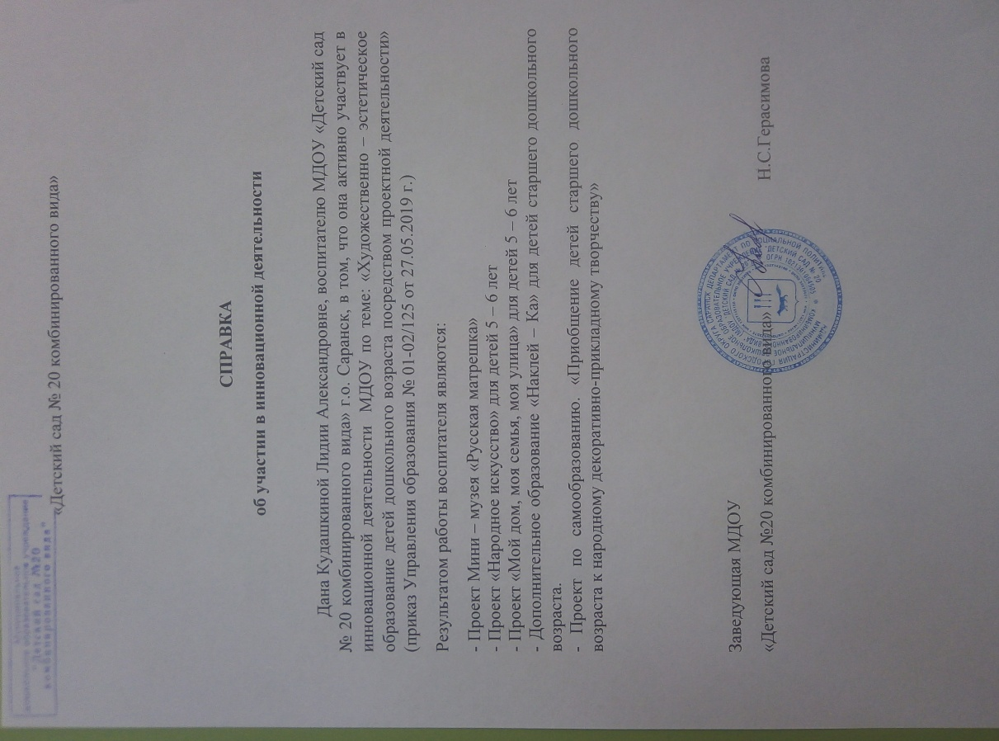 "Детский сад №20
комбинированного вида"
«Детский сад № 20 комбинированного вида»
СПРАВКА
об участии в инновационной деятельности
Дана Кудашкиной Лидии Александровне, воспитателю МДОУ «Детский сад
№ 20 комбинированного вида» г.о. Саранск, в том, что она активно участвует в
инновационной деятельности МДОУ по теме: «Художественно – эстетическое
образование детей дошкольного возраста посредством проектной деятельности»
(приказ Управления образования № 01-02/125 от 27.05.2019 г.)
Результатом работы воспитателя являются:
- Проект Мини – музея «Русская матрешка»
- Проект «Народное искусство» для детей 5 – 6 лет
- Проект «Мой дом, моя семья, моя улица» для детей 5 – 6 лет
- Дополнительное образование «Наклей – Ка» для детей старшего дошкольного
возраста.
- Проект по самообразованию. «Приобщение детей старшего дошкольного
возраста к народному декоративно-прикладному творчеству»
Заведующая МДОУ
«Детский сад №20 комбинированного вида» Н.С.Герасимова